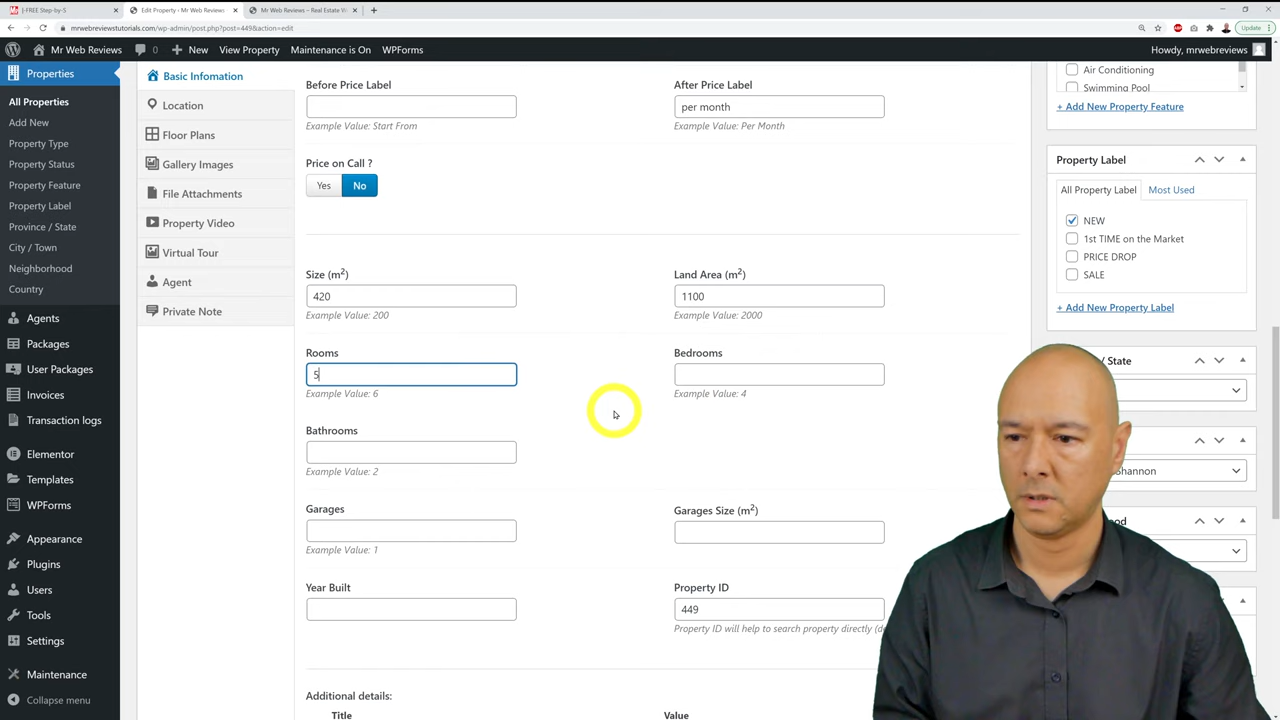 [-FREE Step-by-S
Edit Property ‹ Mr Web Reviews
Mr Web Reviews – Real Estate
mrwebreviewstutorials.com/wp-admin/post.php?post=449&action=edit
Update
Mr Web Reviews
0
New
View Property
Maintenance is On
WPForms
Howdy, mrwebreviews
Properties
All Properties
Add New
Property Type
Property Status
Property Feature
Property Label
Province / State
City / Town
Neighborhood
Country
Agents
Packages
User Packages
Invoices
Transaction logs
Elementor
Templates
WPForms
Appearance
Plugins
Users
Tools
Settings
Maintenance
Collapse menu
Basic Infomation
Location
Floor Plans
Gallery Images
File Attachments
Property Video
Virtual Tour
Agent
Private Note
Before Price Label
Example Value: Start From
After Price Label
per month
Example Value: Per Month
Price on Call ?
Yes
No
Size (m2)
420
Example Value: 200
Land Area (m2)
1100
Example Value: 2000
Rooms
5
Example Value: 6
Bedrooms
Example Value: 4
Bathrooms
Example Value: 2
Garages
Example Value: 1
Garages Size (m2)
Year Built
Property ID
449
Property ID will help to search property directly (d
Additional details:
Title
Value
Air Conditioning
Swimming Pool
+ Add New Property Feature
Property Label
All Property Label
Most Used
NEW
1st TIME on the Market
PRICE DROP
SALE
+ Add New Property Label
/ State
Shannon
od